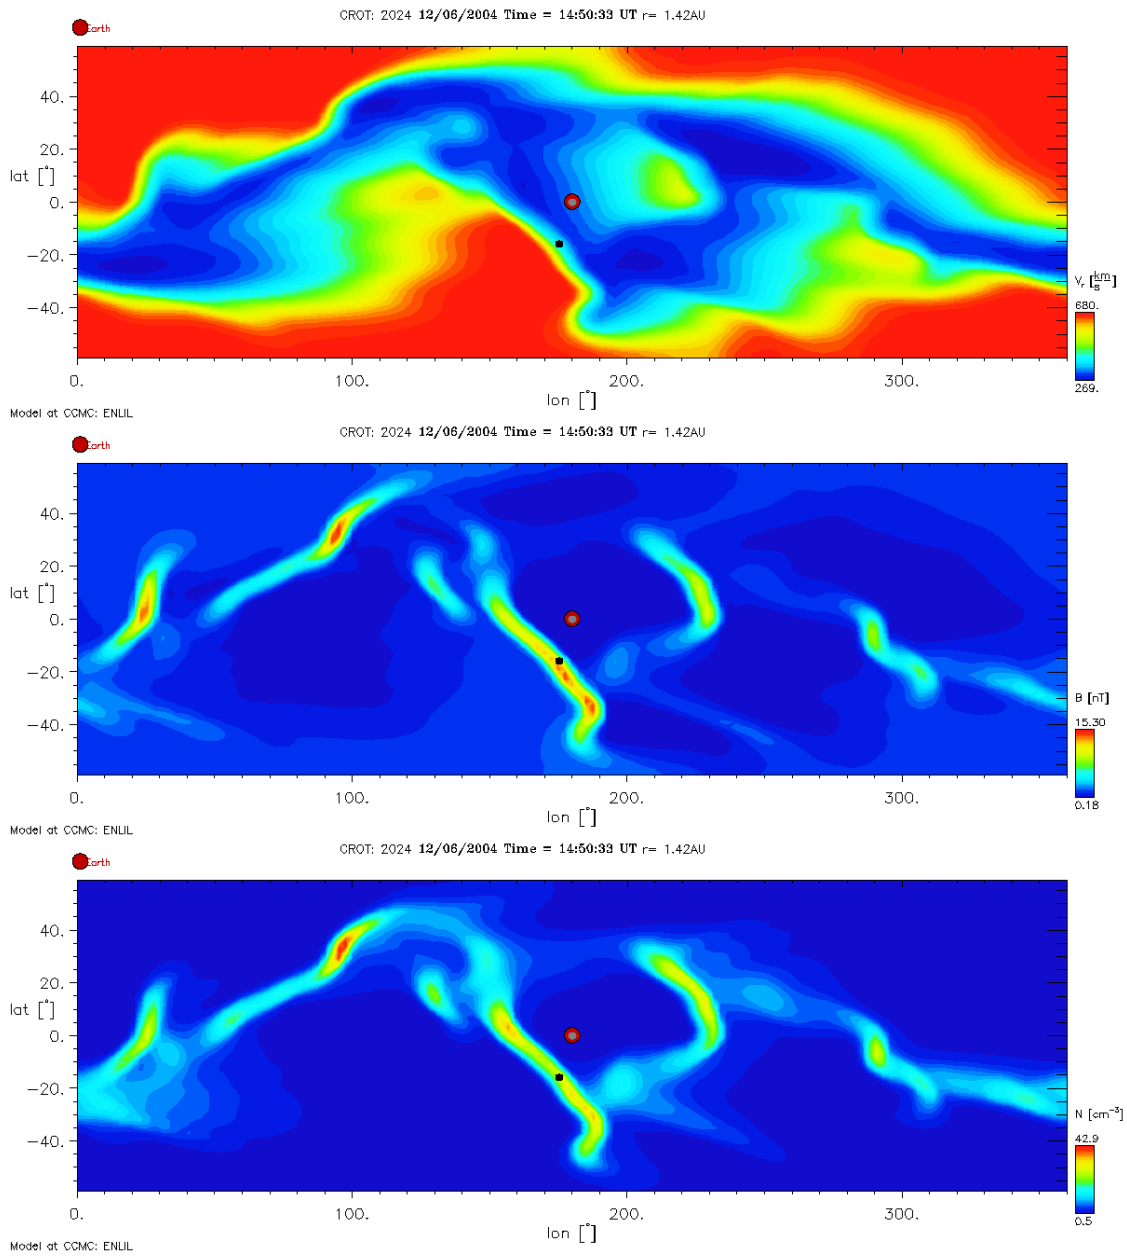 CROT: 2024 12/06/2004 Time = 14:50:33 UT r= 1.42AU
Earth
40.
20.
lat [°]
0.
-20.
-40.
Vr [km/s]
680.
269.
0. 100. 200. 300.
lon [°]
Model at CCMC: ENLIL
CROT: 2024 12/06/2004 Time = 14:50:33 UT r= 1.42AU
Earth
40.
20.
lat [°]
0.
-20.
-40.
B [nT]
15.30
0.18
0. 100. 200. 300.
lon [°]
Model at CCMC: ENLIL
CROT: 2024 12/06/2004 Time = 14:50:33 UT r= 1.42AU
Earth
40.
20.
lat [°]
0.
-20.
-40.
N [cm⁻³]
42.9
0.5
0. 100. 200. 300.
lon [°]
Model at CCMC: ENLIL